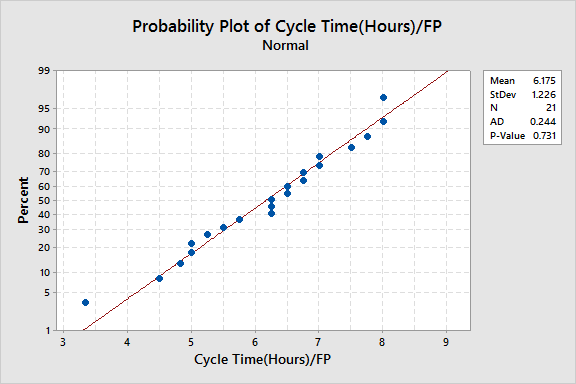 Probability Plot of Cycle Time(Hours)/FP
Normal
99
95
90
80
70
60
50
40
30
20
10
5
1
Percent
3 4 5 6 7 8 9
Cycle Time(Hours)/FP
Mean 6.175
StDev 1.226
N 21
AD 0.244
P-Value 0.731